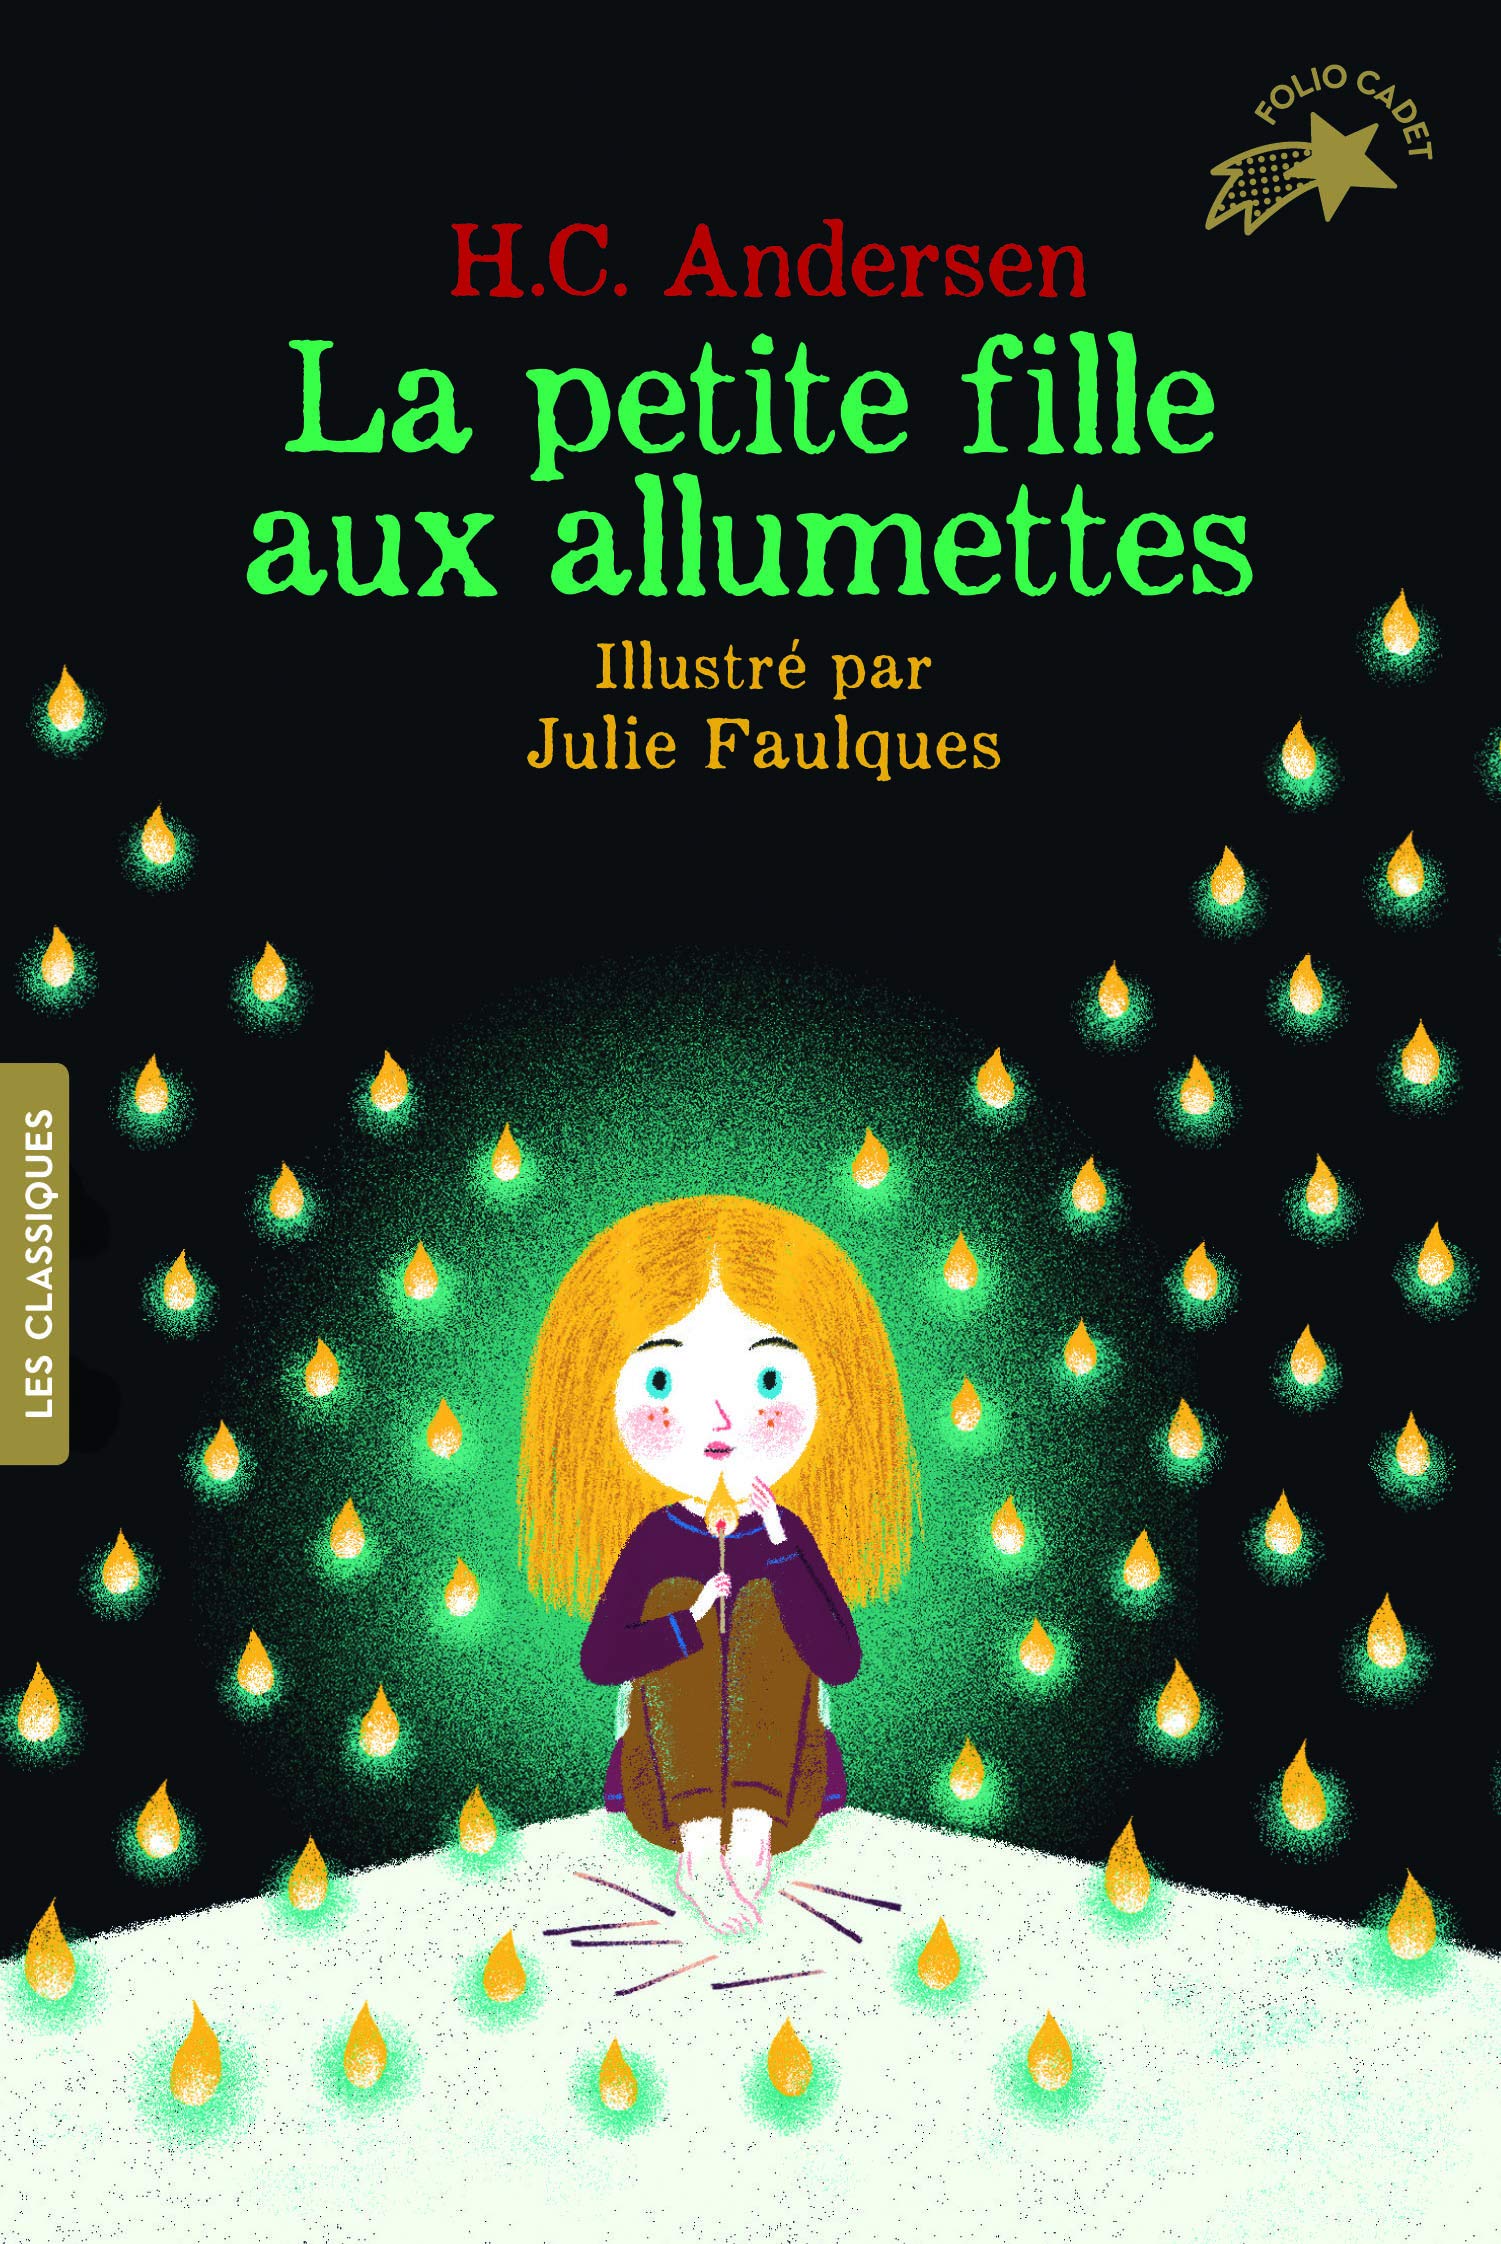 FOLIO CADET
H.C. Andersen
La petite fille
aux allumettes
Illustré par
Julie Faulques
LES CLASSIQUES